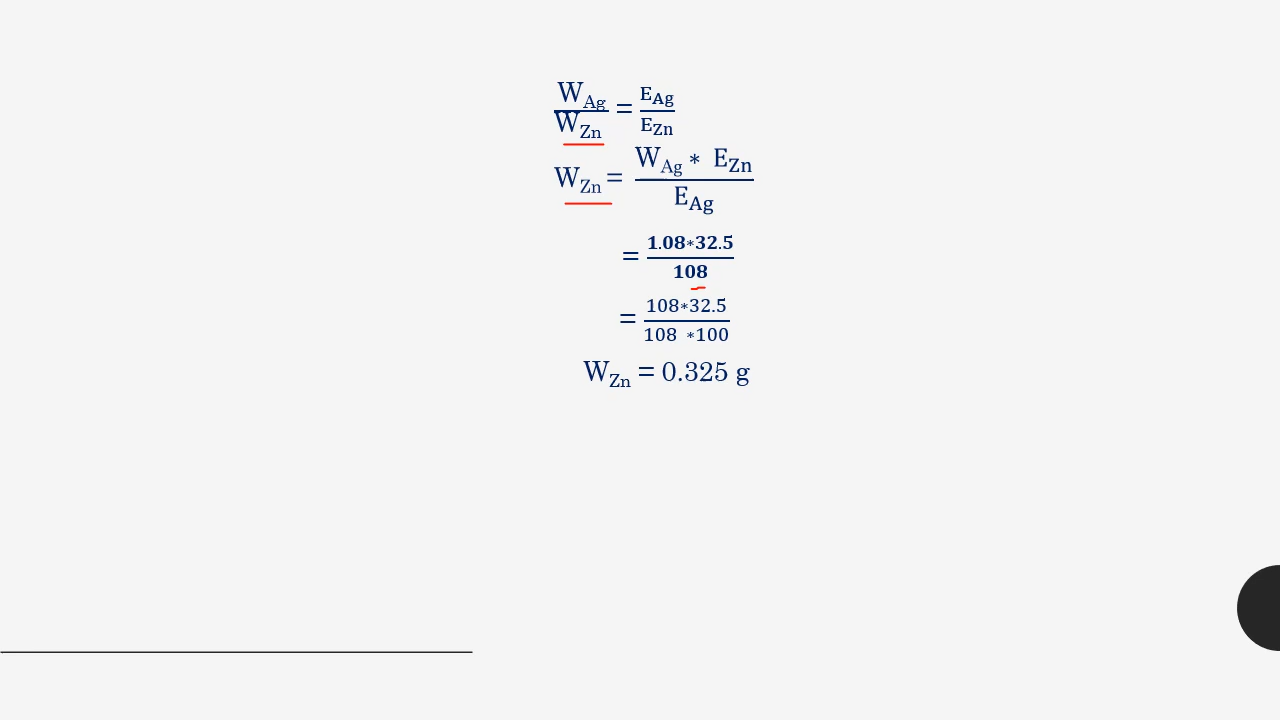 W_Ag / W_Zn = E_Ag / E_Zn
W_Zn = W_Ag * E_Zn / E_Ag
= 1.08*32.5 / 108
= 108*32.5 / 108 *100
W_Zn = 0.325 g